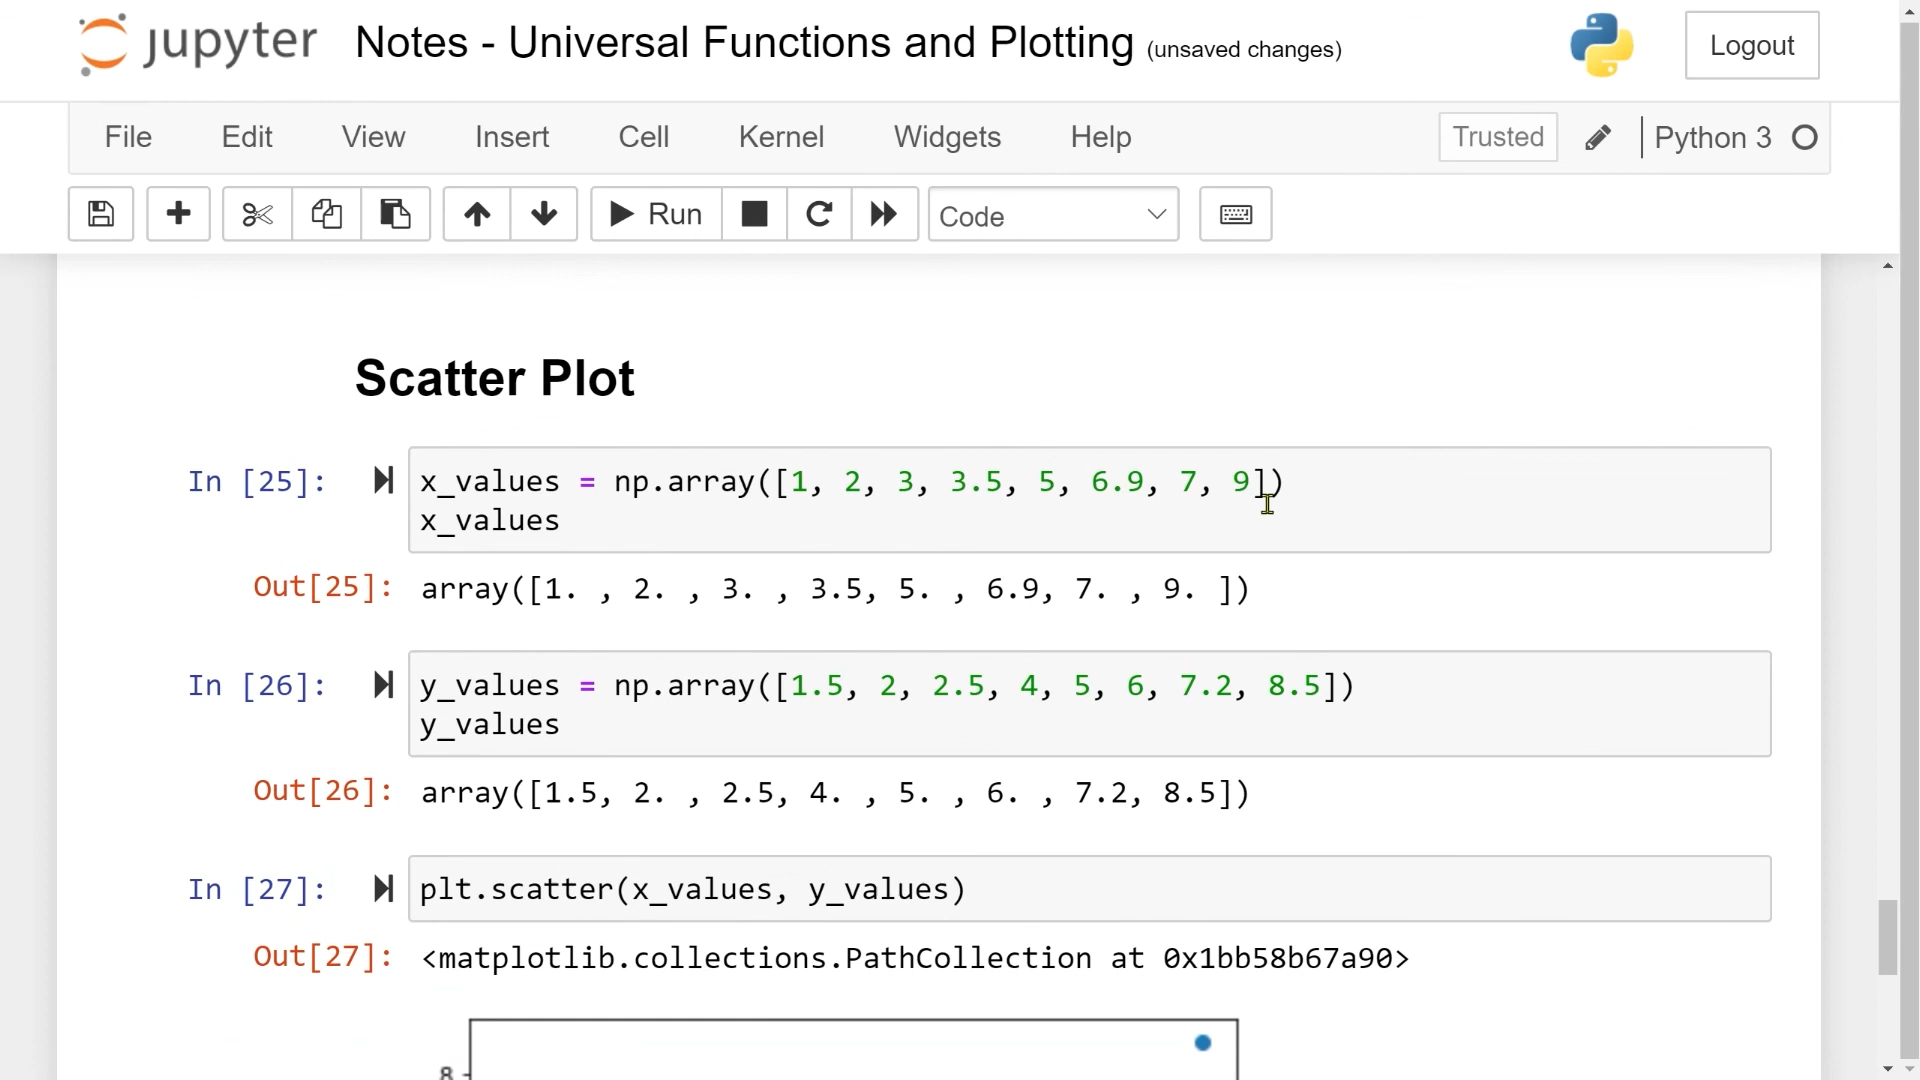 jupyter Notes - Universal Functions and Plotting (unsaved changes) Logout
File Edit View Insert Cell Kernel Widgets Help Trusted Python 3
Run Code
Scatter Plot
In [25]: x_values = np.array([1, 2, 3, 3.5, 5, 6.9, 7, 9])
x_values
Out[25]: array([1. , 2. , 3. , 3.5, 5. , 6.9, 7. , 9. ])
In [26]: y_values = np.array([1.5, 2, 2.5, 4, 5, 6, 7.2, 8.5])
y_values
Out[26]: array([1.5, 2. , 2.5, 4. , 5. , 6. , 7.2, 8.5])
In [27]: plt.scatter(x_values, y_values)
Out[27]: <matplotlib.collections.PathCollection at 0x1bb58b67a90>
8